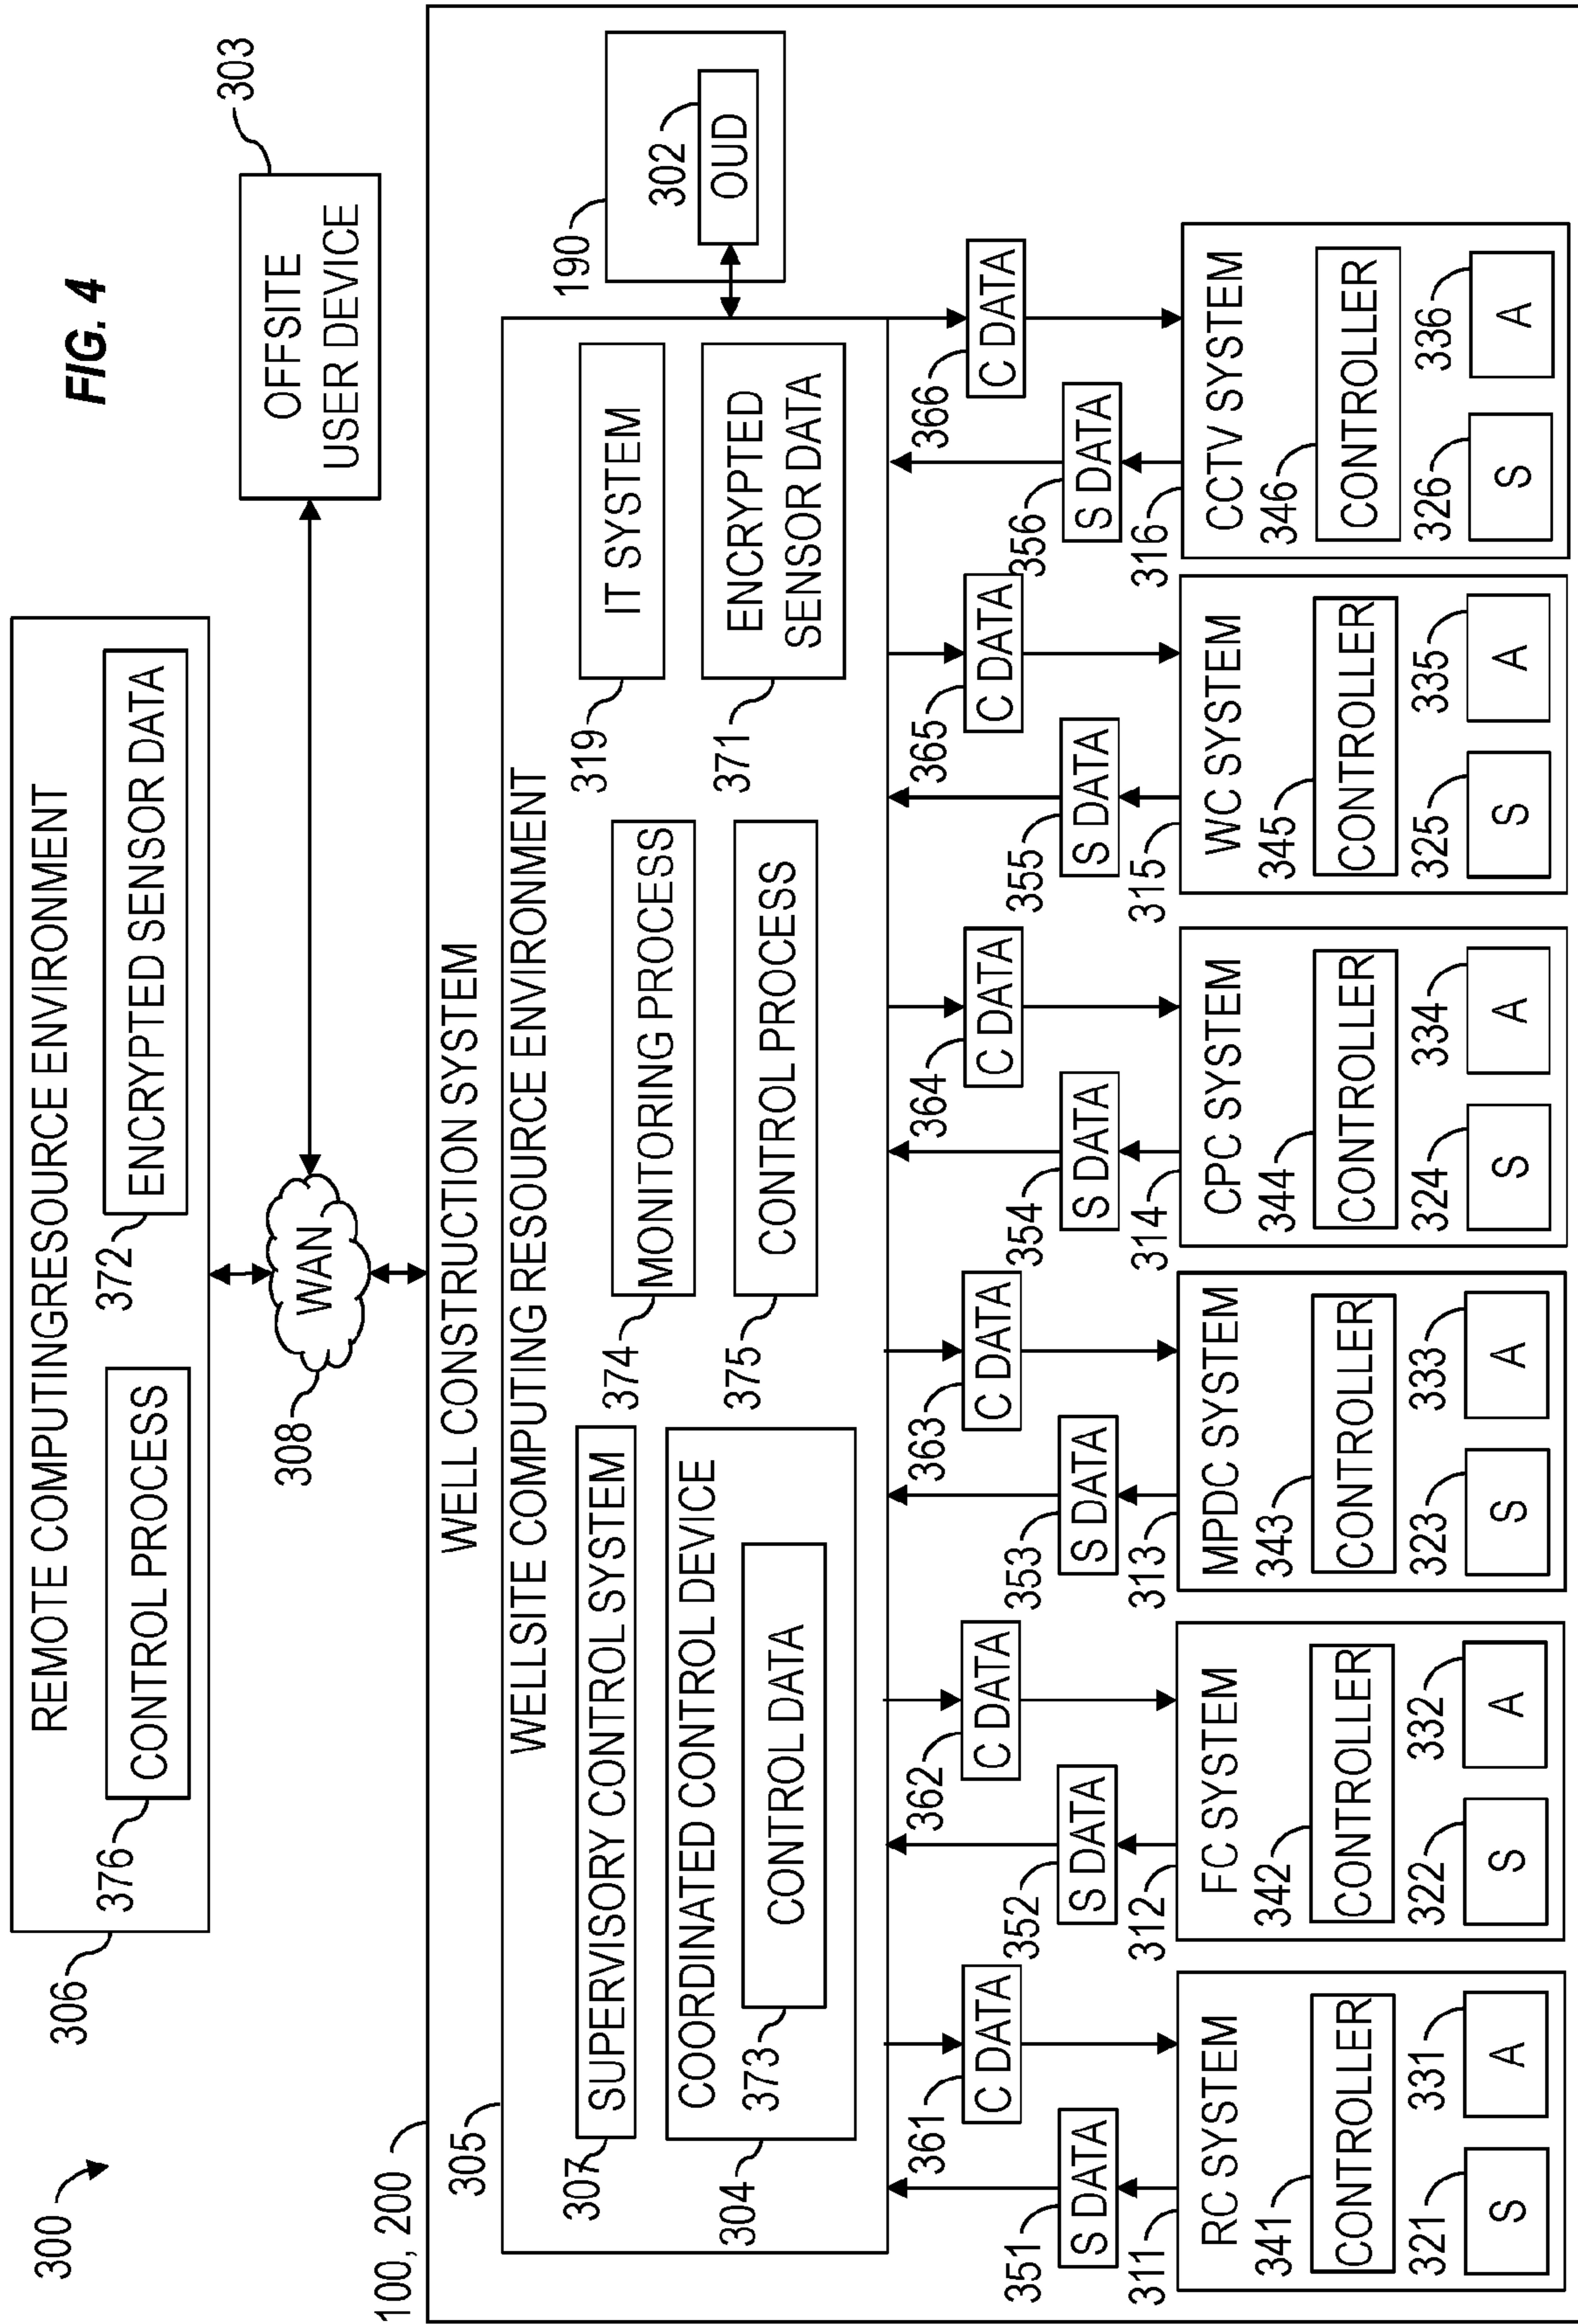 300
FIG. 4
306
REMOTE COMPUTINGRESOURCE ENVIRONMENT
376
CONTROL PROCESS
372
ENCRYPTED SENSOR DATA
308
WAN
OFFSITE
USER DEVICE
303
100, 200
WELL CONSTRUCTION SYSTEM
305
WELLSITE COMPUTING RESOURCE ENVIRONMENT
307
SUPERVISORY CONTROL SYSTEM
304
COORDINATED CONTROL DEVICE
373
CONTROL DATA
374
MONITORING PROCESS
375
CONTROL PROCESS
319
IT SYSTEM
371
ENCRYPTED
SENSOR DATA
190
302
OUD
351
S DATA
361
C DATA
352
S DATA
362
C DATA
353
S DATA
363
C DATA
354
S DATA
364
C DATA
355
S DATA
365
C DATA
356
S DATA
366
C DATA
311
RC SYSTEM
341
CONTROLLER
321
S
331
A
312
FC SYSTEM
342
CONTROLLER
322
S
332
A
313
MPDC SYSTEM
343
CONTROLLER
323
S
333
A
314
CPC SYSTEM
344
CONTROLLER
324
S
334
A
315
WC SYSTEM
345
CONTROLLER
325
S
335
A
316
CCTV SYSTEM
346
CONTROLLER
326
S
336
A